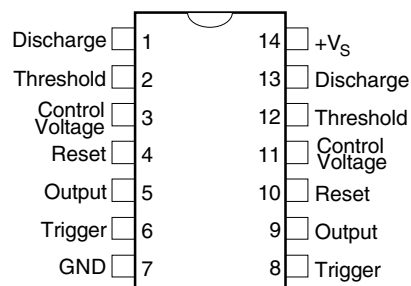 Discharge 1 14 +VS
Threshold 2 13 Discharge
Control
Voltage 3 12 Threshold
Reset 4 11 Control
Voltage
Output 5 10 Reset
Trigger 6 9 Output
GND 7 8 Trigger